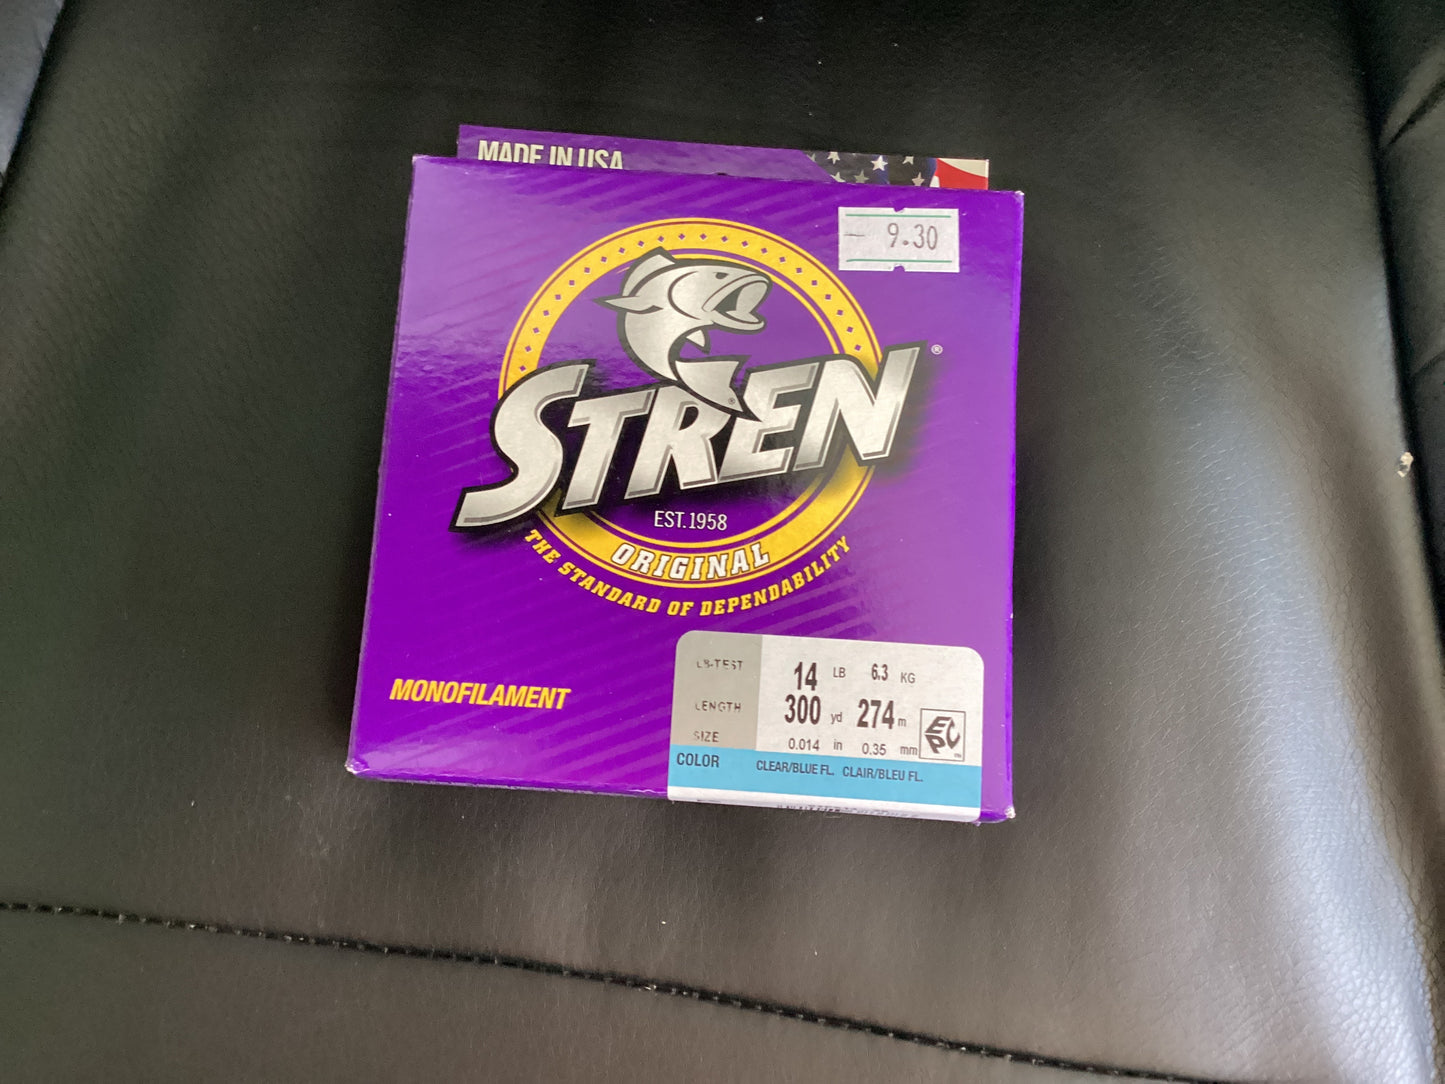 MADE IN USA
- 9.30
STREN®
EST. 1958
ORIGINAL
THE STANDARD OF DEPENDABILITY
MONOFILAMENT
LB-TEST 14 LB 6.3 KG
LENGTH 300 yd 274 m
SIZE 0.014 in 0.35 mm
COLOR CLEAR/BLUE FL. CLAIR/BLEU FL.